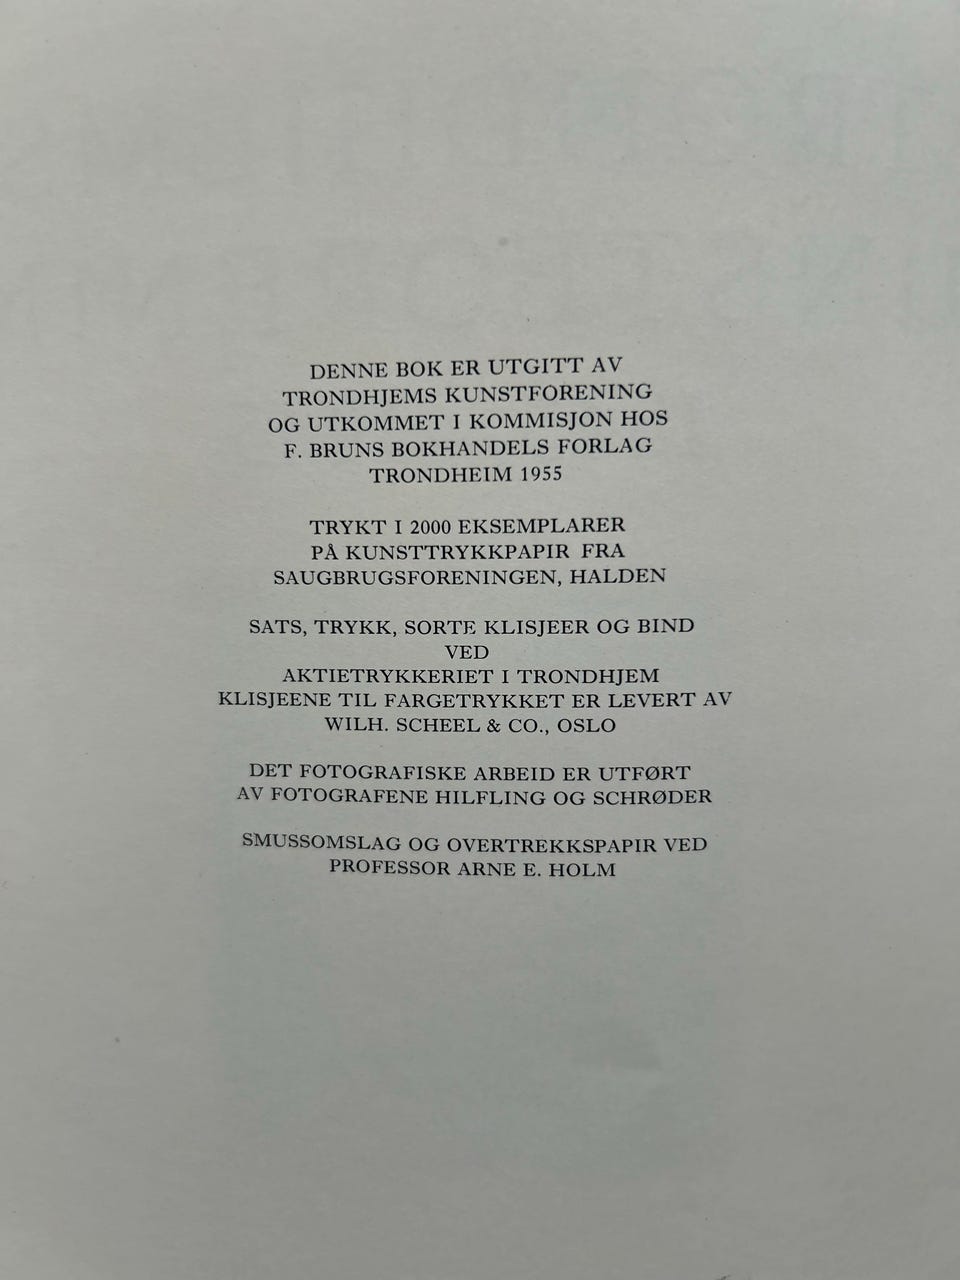 DENNE BOK ER UTGITT AV
TRONDHJEMS KUNSTFORENING
OG UTKOMMET I KOMMISJON HOS
F. BRUNS BOKHANDELS FORLAG
TRONDHEIM 1955
TRYKT I 2000 EKSEMPLARER
PÅ KUNSTTRYKKPAPIR FRA
SAUGBRUGSFORENINGEN, HALDEN
SATS, TRYKK, SORTE KLISJEER OG BIND
VED
AKTIETRYKKERIET I TRONDHJEM
KLISJEENE TIL FARGETRYKKET ER LEVERT AV
WILH. SCHEEL & CO., OSLO
DET FOTOGRAFISKE ARBEID ER UTFØRT
AV FOTOGRAFENE HILFLING OG SCHRØDER
SMUSSOMSLAG OG OVERTREKKSPAPIR VED
PROFESSOR ARNE E. HOLM